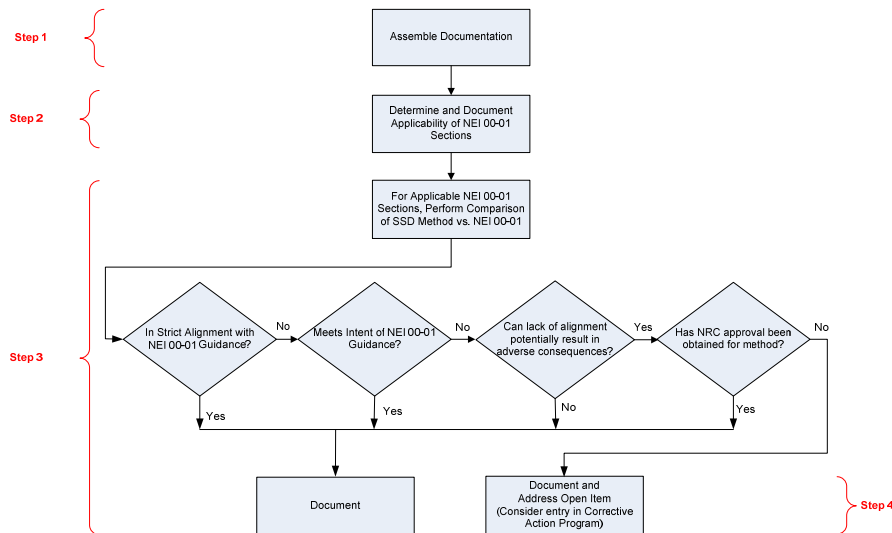 Step 1
Assemble Documentation
Step 2
Determine and Document
Applicability of NEI 00-01
Sections
For Applicable NEI 00-01
Sections, Perform Comparison
of SSD Method vs. NEI 00-01
Step 3
In Strict Alignment with
NEI 00-01 Guidance?
No
Yes
Meets Intent of NEI 00-01
Guidance?
No
Yes
Can lack of alignment
potentially result in
adverse consequences?
Yes
No
Has NRC approval been
obtained for method?
No
Yes
Document
Document and
Address Open Item
(Consider entry in Corrective
Action Program)
Step 4